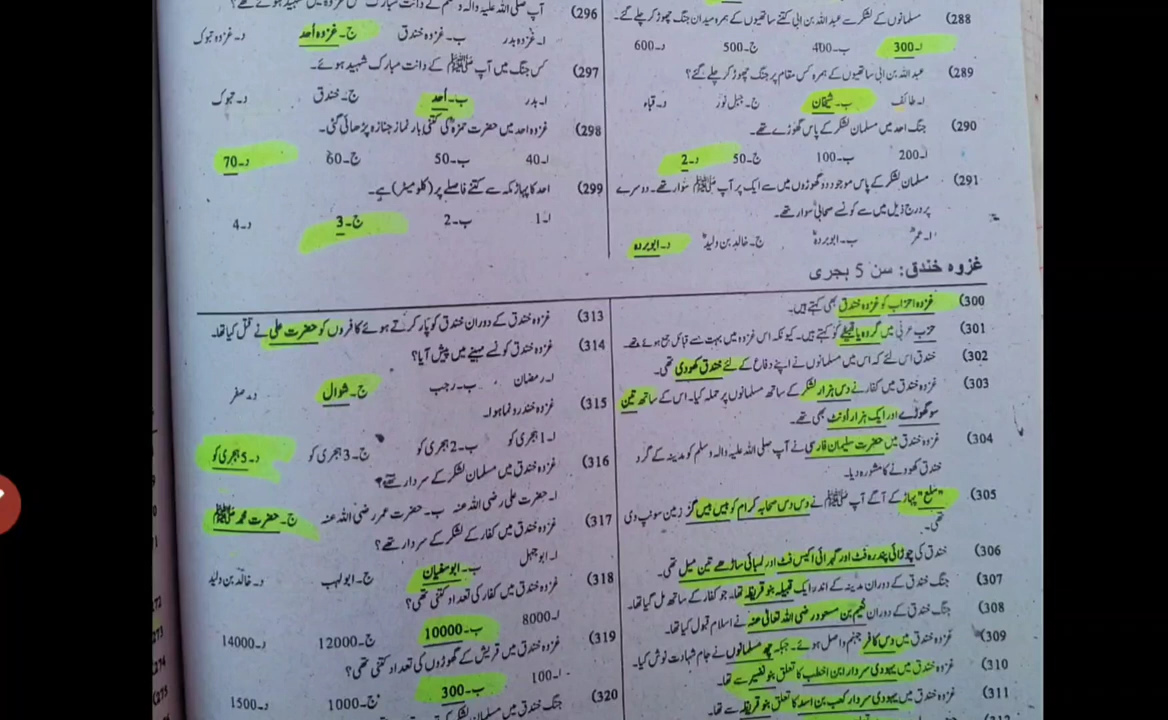 288) مسلمانوں کے لشکر سے عبداللہ بن ابی کتنے ساتھیوں کے ہمراہ میدان جنگ چھوڑ کر چلے گئے۔
ا۔300 ب۔400 ج۔500 د۔600
289) عبداللہ بن ابی ساتھیوں کے ہمراہ کس مقام پر جنگ چھوڑ کر چلے گئے؟
ا۔طائف ب۔شیخان ج۔جبل نور د۔قباء
290) جنگ احد میں مسلمان لشکر کے پاس گھوڑے تھے۔
ا۔200 ب۔100 ج۔50 د۔2
291) مسلمان لشکر کے پاس موجود دو گھوڑوں میں سے ایک پر آپ ﷺ سوار تھے۔ دوسرے
پر درج ذیل میں سے کونسے صحابی سوار تھے۔
ا۔عمرؓ ب۔ابوبردہؓ ج۔خالد بن ولیدؓ د۔ابوبردہ
296) آپ صلی اللہ علیہ والہ وسلم کے دانت مبارک کس غزوہ میں شہید ہوئے تھے؟
ا۔غزوہ بدر ب۔غزوہ خندق ج۔غزوہ احد د۔غزوہ تبوک
297) کس جنگ میں آپ ﷺ کے دانت مبارک شہید ہوئے۔
ا۔بدر ب۔احد ج۔خندق د۔تبوک
298) غزوہ احد میں حضرت حمزہؓ کی کتنی بار نماز جنازہ پڑھائی گئی۔
ا۔40 ب۔50 ج۔60 د۔70
299) احد کا پہاڑ مکہ سے کتنے فاصلے پر (کلومیٹر) ہے۔
ا۔1 ب۔2 ج۔3 د۔4
غزوہ خندق: سن 5 ہجری
300) غزوہ احزاب کو غزوہ خندق بھی کہتے ہیں۔
301) حزب عربی میں گروہ یا قبیلے کو کہتے ہیں۔ کیونکہ اس غزوہ میں بہت سے قبائل جمع ہوئے تھے۔
302) خندق اس لئے کہ اس میں مسلمانوں نے اپنے دفاع کے لئے خندق کھودی تھی۔
303) غزوہ خندق میں کفار نے دس ہزار لشکر کے ساتھ مسلمانوں پر حملہ کیا۔ اس کے ساتھ تین
سو گھوڑے اور ایک ہزار اونٹ بھی تھے۔
304) غزوہ خندق میں حضرت سلیمان فارسی نے آپ صلی اللہ علیہ والہ وسلم کو مدینہ کے گرد
خندق کھودنے کا مشورہ دیا۔
305) "سلع" پہاڑ کے آگے آپ ﷺ نے دس دس صحابہ کرام کو بیس بیس گز زمین سونپ دی
تھی۔
306) خندق کی چوڑائی پندرہ فٹ اور گہرائی اکیس فٹ اور لمبائی ساڑھے تین میل تھی۔
307) جنگ خندق کے دوران مدینہ کے اندر ایک قبیلہ بنو قریظہ تھا۔ جو کفار کے ساتھ مل گیا تھا۔
308) جنگ خندق کے دوران نعیم بن مسعود رضی اللہ تعالیٰ عنہ نے اسلام قبول کیا تھا۔
309) غزوہ خندق میں دس کافر جہنم واصل ہوئے۔ جبکہ چھ مسلمانوں نے جام شہادت نوش کیا۔
310) غزوہ خندق میں یہودی سردار ابن اخطب کا تعلق بنو نضیر سے تھا۔
311) غزوہ خندق میں یہودی سردار کعب بن اسد کا تعلق بنو قریظہ سے تھا۔
312)
313) غزوہ خندق کے دوران خندق کو پار کرتے ہوئے کافروں کو حضرت علی نے قتل کیا تھا۔
314) غزوہ خندق کونسے مہینے میں پیش آیا؟
ا۔رمضان ب۔رجب ج۔شوال د۔صفر
315) غزوہ خندر رونما ہوا۔
ا۔1 ہجری کو ب۔2 ہجری کو ج۔3 ہجری کو د۔5 ہجری کو
316) غزوہ خندق میں مسلمان لشکر کے سردار تھے؟
ا۔حضرت علی رضی اللہ عنہ ب۔حضرت عمر رضی اللہ عنہ ج۔حضرت محمد ﷺ
317) غزوہ خندق میں کفار کے لشکر کے سردار تھے؟
ا۔ابوجہل ب۔ابوسفیان ج۔ابولہب د۔خالد بن ولید
318) غزوہ خندق میں کفار کی تعداد کتنی تھی؟
ا۔8000 ب۔10000 ج۔12000 د۔14000
319) غزوہ خندق میں قریش کے گھوڑوں کی تعداد کتنی تھی؟
ا۔100 ب۔300 ج۔1000 د۔1500
320) جنگ خندق میں مسلمان لشکر
272
273)
274)
275)